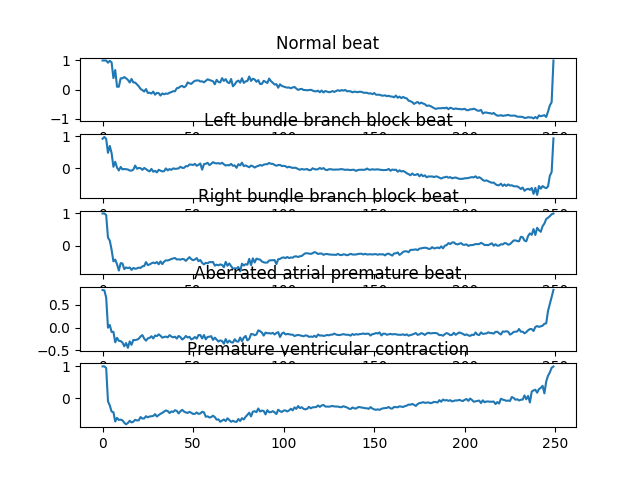 Normal beat
1
0
−1
Left bundle branch block beat
1
0
Right bundle branch block beat
1
0
Aberrated atrial premature beat
0.5
0.0
−0.5
Premature ventricular contraction
1
0
0 50 100 150 200 250